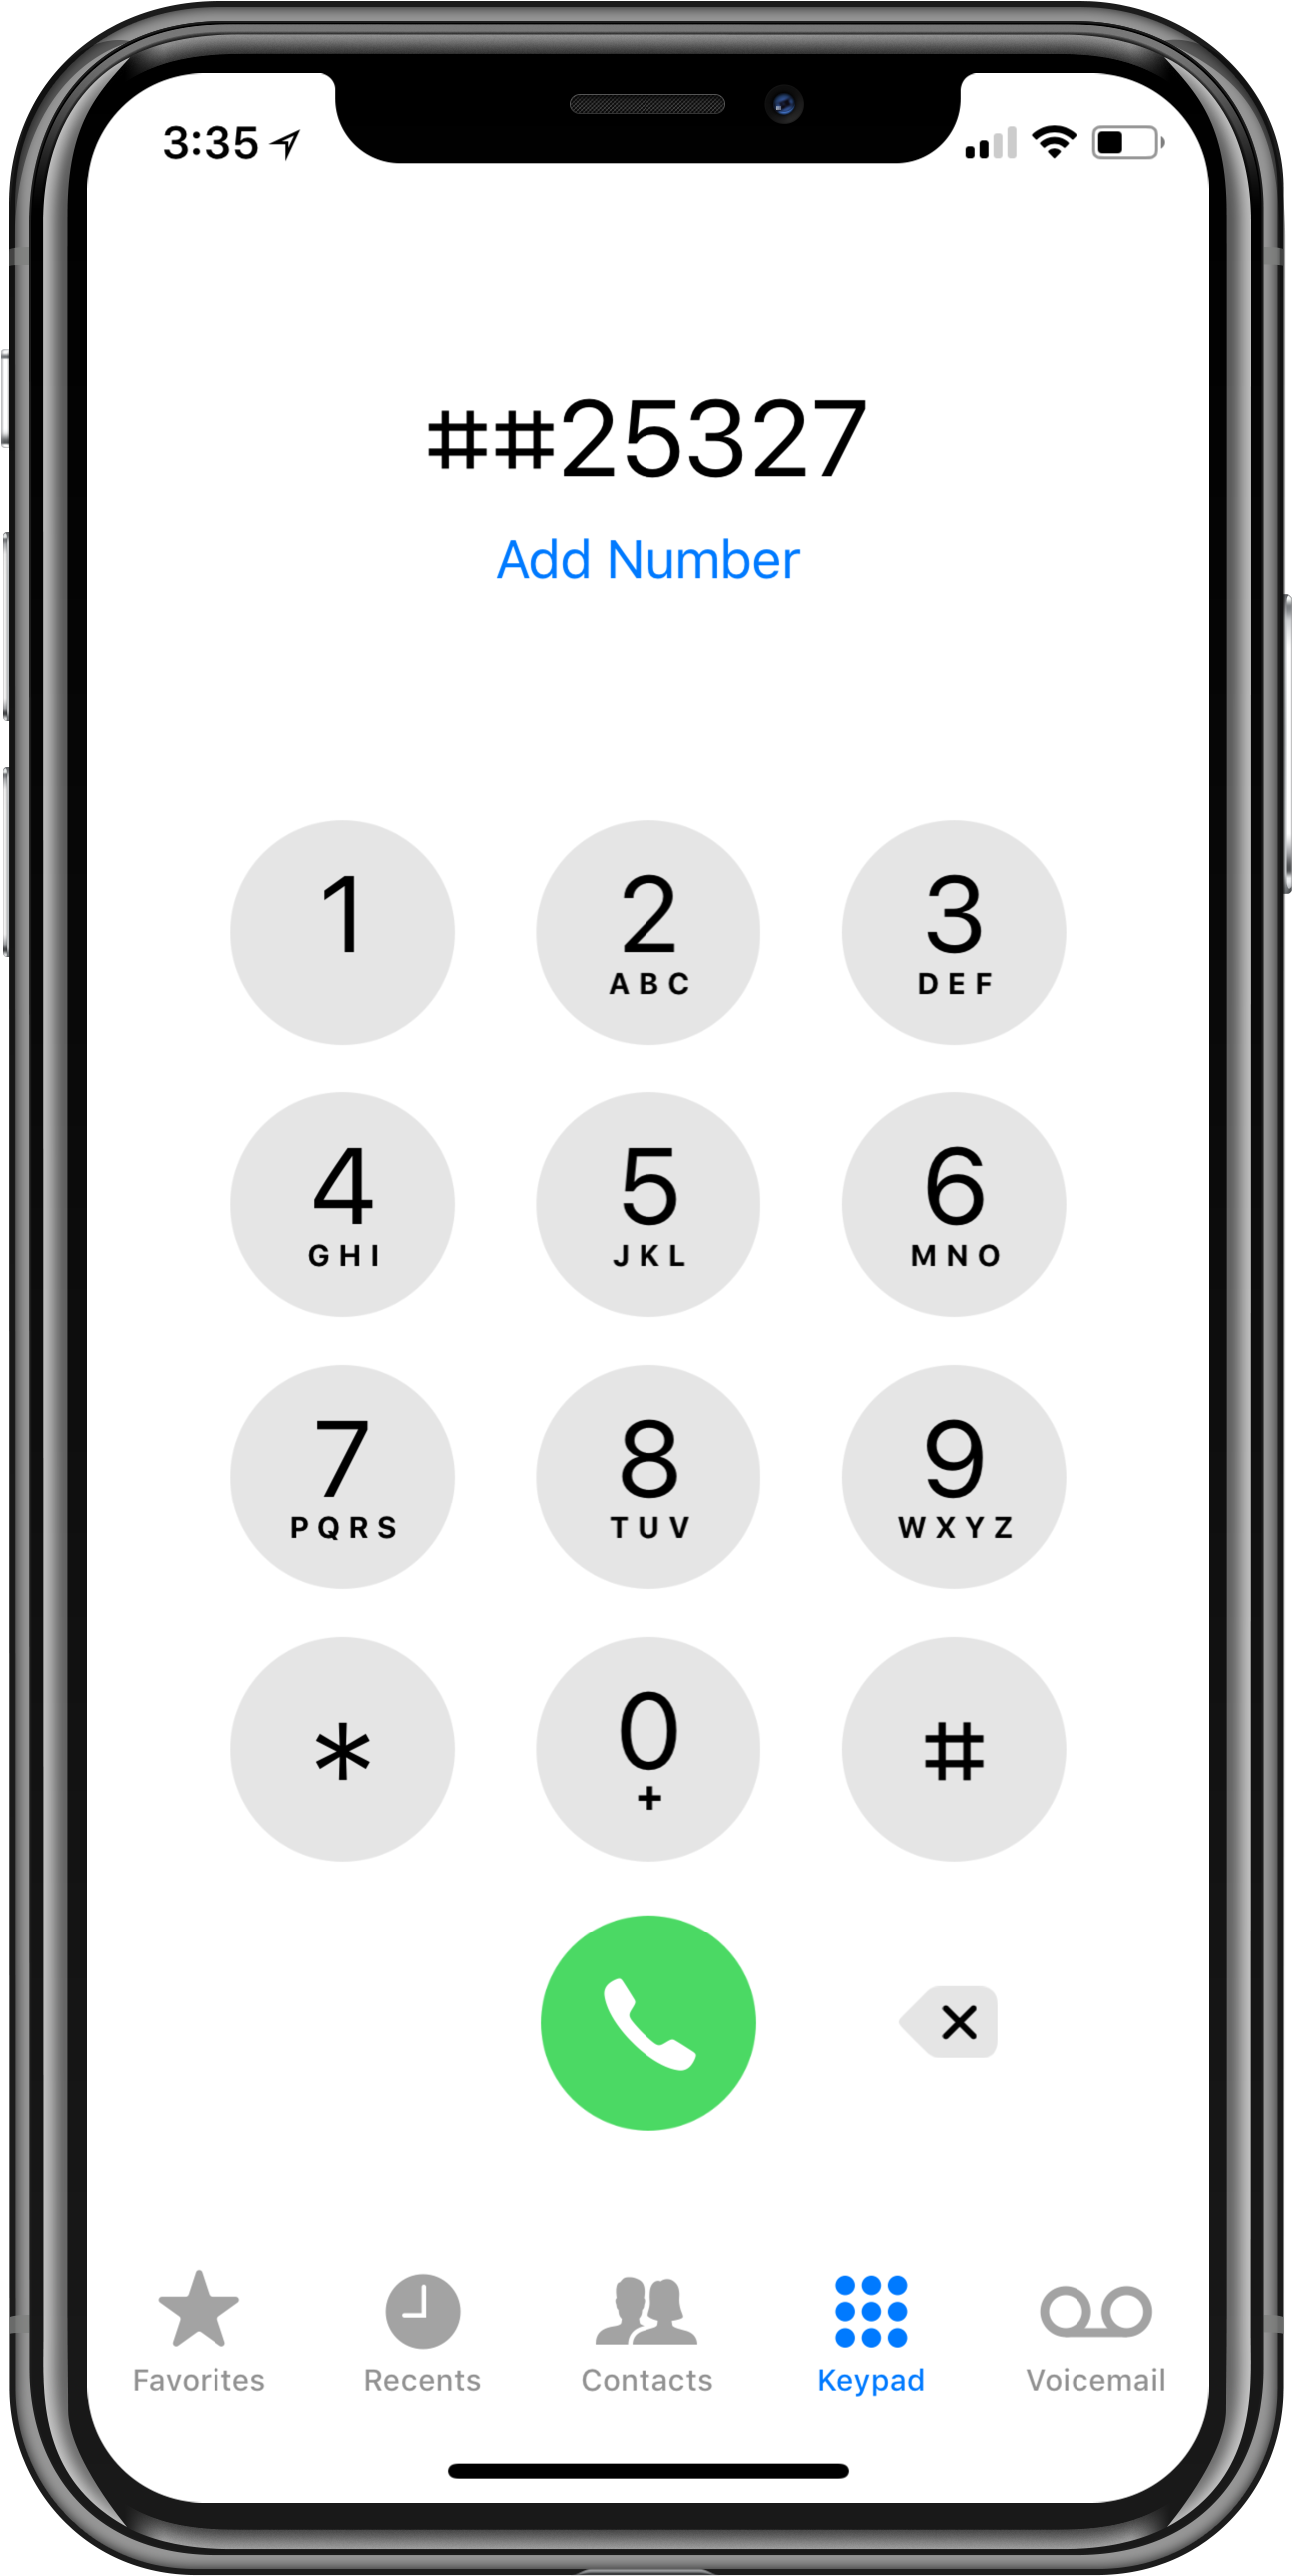 3:35
##25327
Add Number
1 2 3
ABC DEF
4 5 6
GHI JKL MNO
7 8 9
PQRS TUV WXYZ
* 0 #
+
Favorites Recents Contacts Keypad Voicemail